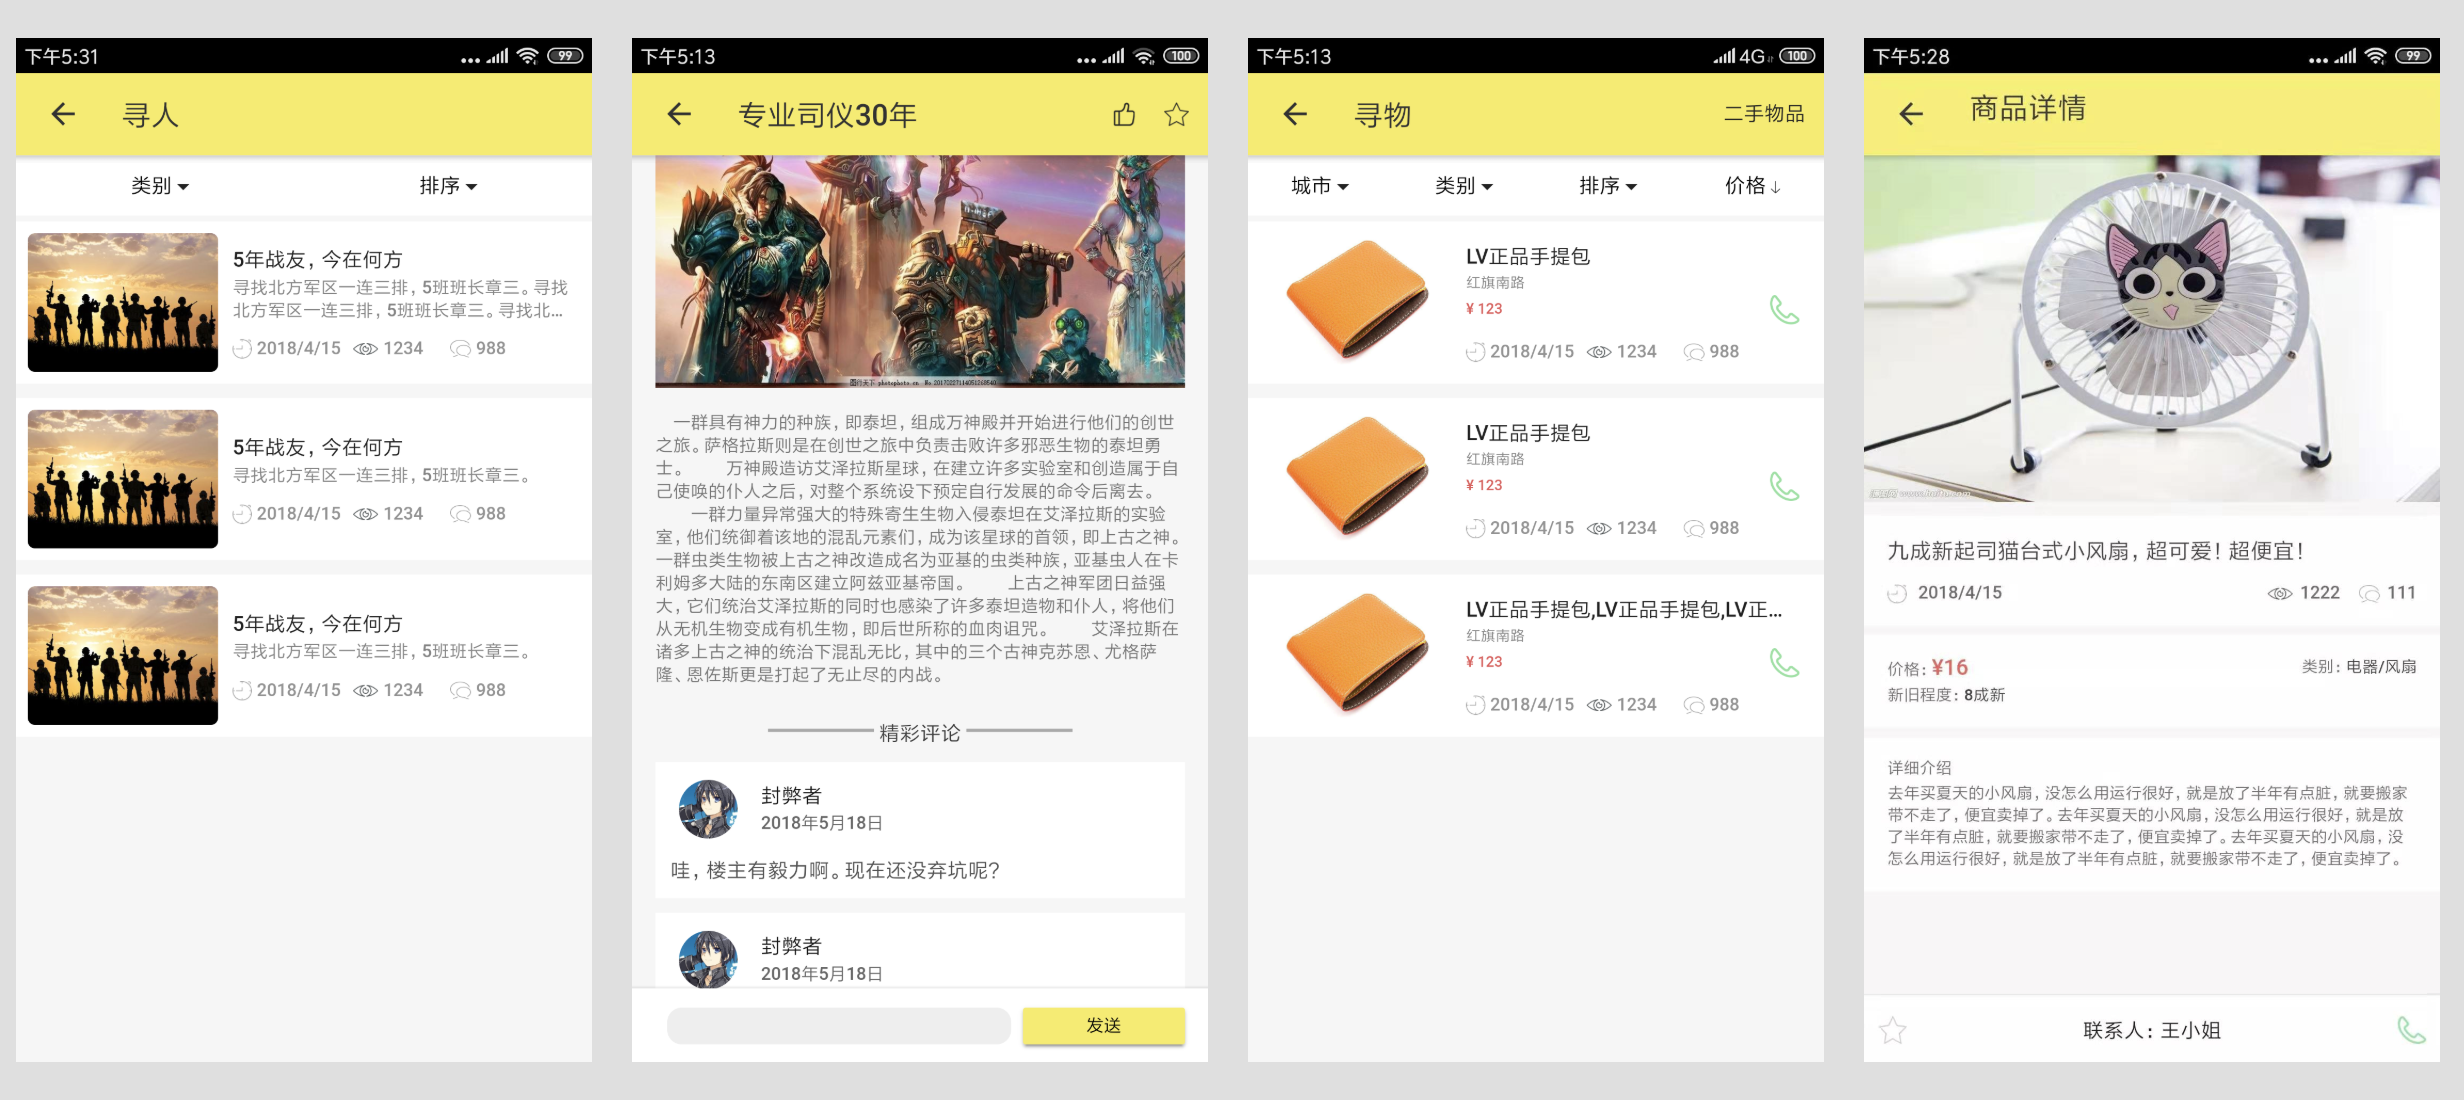 下午5:31
99
寻人
类别
排序
5年战友，今在何方
寻找北方军区一连三排，5班班长章三。寻找
北方军区一连三排，5班班长章三。寻找北...
2018/4/15 1234 988
5年战友，今在何方
寻找北方军区一连三排，5班班长章三。
2018/4/15 1234 988
5年战友，今在何方
寻找北方军区一连三排，5班班长章三。
2018/4/15 1234 988
下午5:13
100
专业司仪30年
图行天下 photophoto.cn
一群具有神力的种族，即泰坦，组成万神殿并开始进行他们的创世
之旅。萨格拉斯则是在创世之旅中负责击败许多邪恶生物的泰坦勇
士。 万神殿造访艾泽拉斯星球，在建立许多实验室和创造属于自
己使唤的仆人之后，对整个系统设下预定自行发展的命令后离去。
一群力量异常强大的特殊寄生生物入侵泰坦在艾泽拉斯的实验
室，他们统御着该地的混乱元素们，成为该星球的首领，即上古之神。
一群虫类生物被上古之神改造成名为亚基的虫类种族，亚基虫人在卡
利姆多大陆的东南区建立阿兹亚基帝国。 上古之神军团日益强
大，它们统治艾泽拉斯的同时也感染了许多泰坦造物和仆人，将他们
从无机生物变成有机生物，即后世所称的血肉诅咒。 艾泽拉斯在
诸多上古之神的统治下混乱无比，其中的三个古神克苏恩、尤格萨
隆、恩佐斯更是打起了无止尽的内战。
精彩评论
封弊者
2018年5月18日
哇，楼主有毅力啊。现在还没弃坑呢？
封弊者
2018年5月18日
发送
下午5:13
4G 100
寻物
二手物品
城市
类别
排序
价格↓
LV正品手提包
红旗南路
¥ 123
2018/4/15 1234 988
LV正品手提包
红旗南路
¥ 123
2018/4/15 1234 988
LV正品手提包,LV正品手提包,LV正...
红旗南路
¥ 123
2018/4/15 1234 988
下午5:28
99
商品详情
九成新起司猫台式小风扇，超可爱！超便宜！
2018/4/15 1222 111
价格：¥16
类别：电器/风扇
新旧程度：8成新
详细介绍
去年买夏天的小风扇，没怎么用运行很好，就是放了半年有点脏，就要搬家
带不走了，便宜卖掉了。去年买夏天的小风扇，没怎么用运行很好，就是放
了半年有点脏，就要搬家带不走了，便宜卖掉了。去年买夏天的小风扇，没
怎么用运行很好，就是放了半年有点脏，就要搬家带不走了，便宜卖掉了。
联系人：王小姐